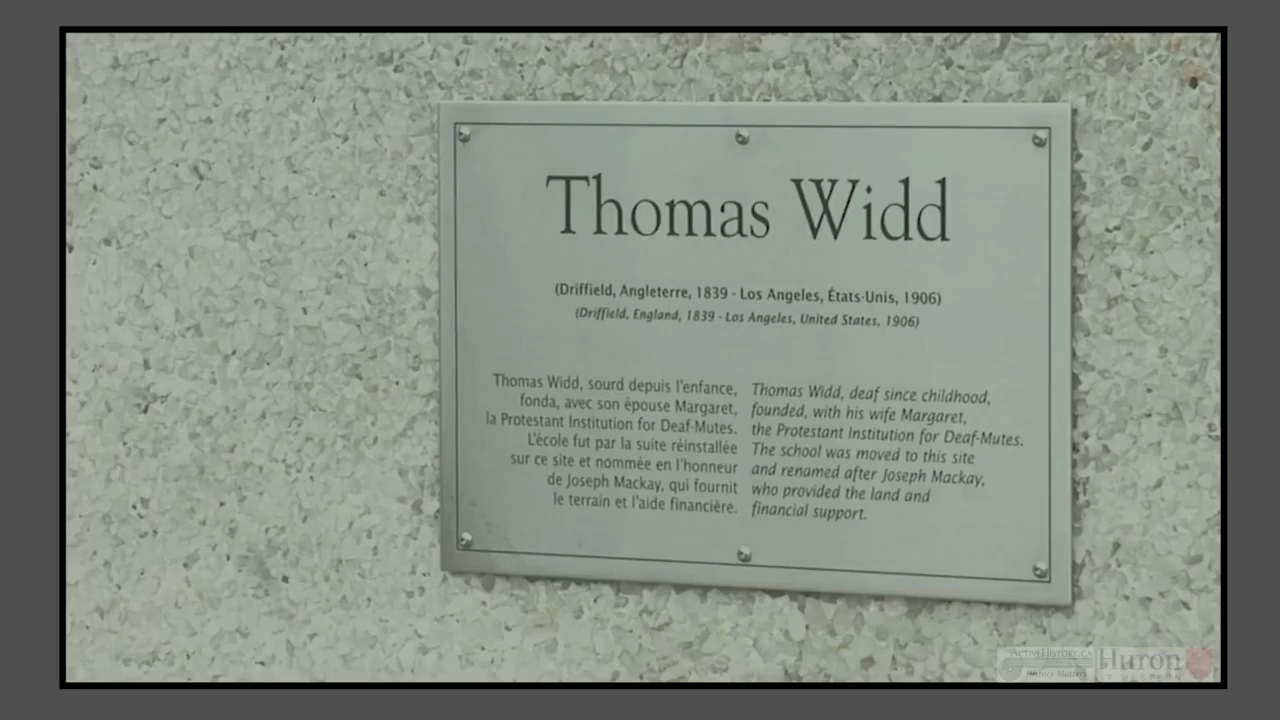 Thomas Widd
(Driffield, Angleterre, 1839 - Los Angeles, États-Unis, 1906)
(Driffield, England, 1839 - Los Angeles, United States, 1906)
Thomas Widd, sourd depuis l'enfance,
fonda, avec son épouse Margaret,
la Protestant Institution for Deaf-Mutes.
L'école fut par la suite réinstallée
sur ce site et nommée en l'honneur
de Joseph Mackay, qui fournit
le terrain et l'aide financière.
Thomas Widd, deaf since childhood,
founded, with his wife Margaret,
the Protestant Institution for Deaf-Mutes.
The school was moved to this site
and renamed after Joseph Mackay,
who provided the land and
financial support.
ActiveHistory.ca
History Matters
Huron
AT WESTERN